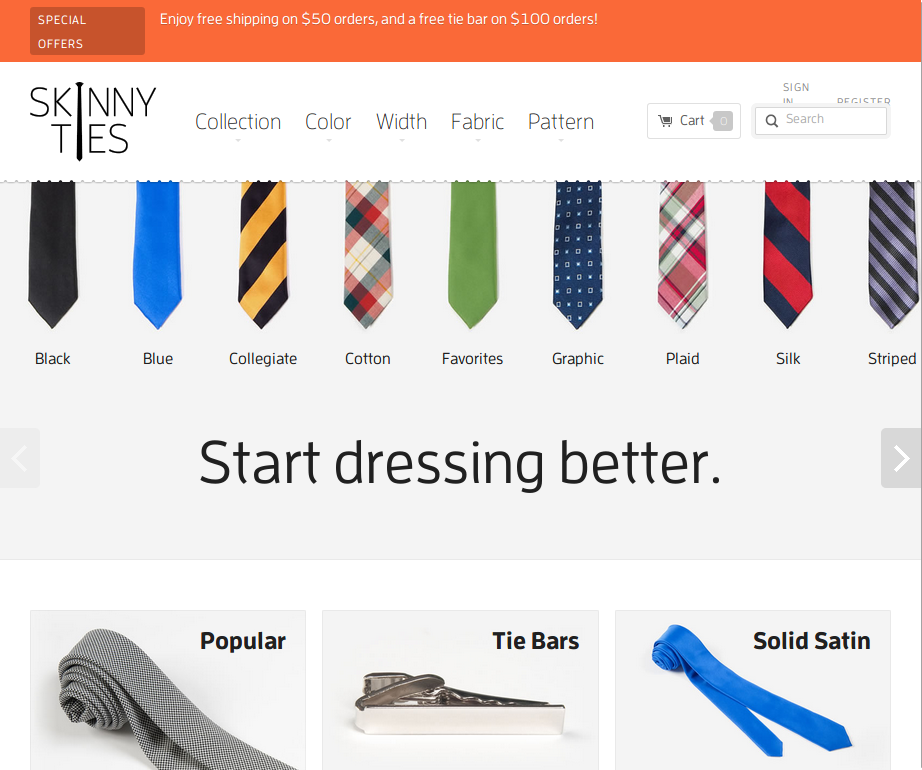 SPECIAL OFFERS
Enjoy free shipping on $50 orders, and a free tie bar on $100 orders!
SKINNY
TIES
Collection Color Width Fabric Pattern
Cart 0
SIGN IN
REGISTER
Search
Black Blue Collegiate Cotton Favorites Graphic Plaid Silk Striped
Start dressing better.
Popular
Tie Bars
Solid Satin